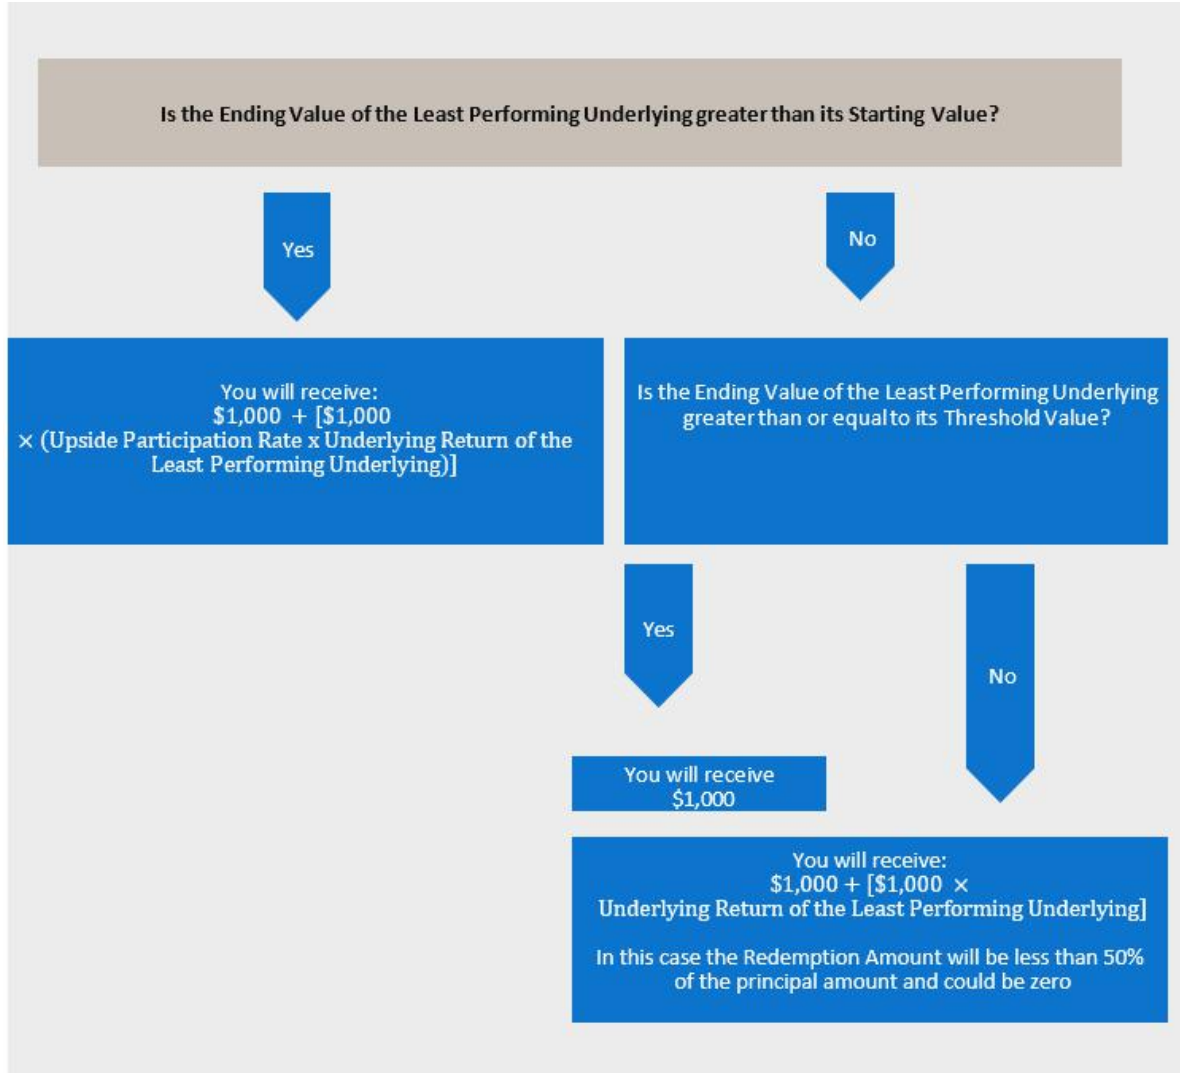 Is the Ending Value of the Least Performing Underlying greater than its Starting Value?
Yes
No
You will receive:
$1,000 + [$1,000
× (Upside Participation Rate x Underlying Return of the
Least Performing Underlying)]
Is the Ending Value of the Least Performing Underlying
greater than or equal to its Threshold Value?
Yes
No
You will receive
$1,000
You will receive:
$1,000 + [$1,000 ×
Underlying Return of the Least Performing Underlying]
In this case the Redemption Amount will be less than 50%
of the principal amount and could be zero